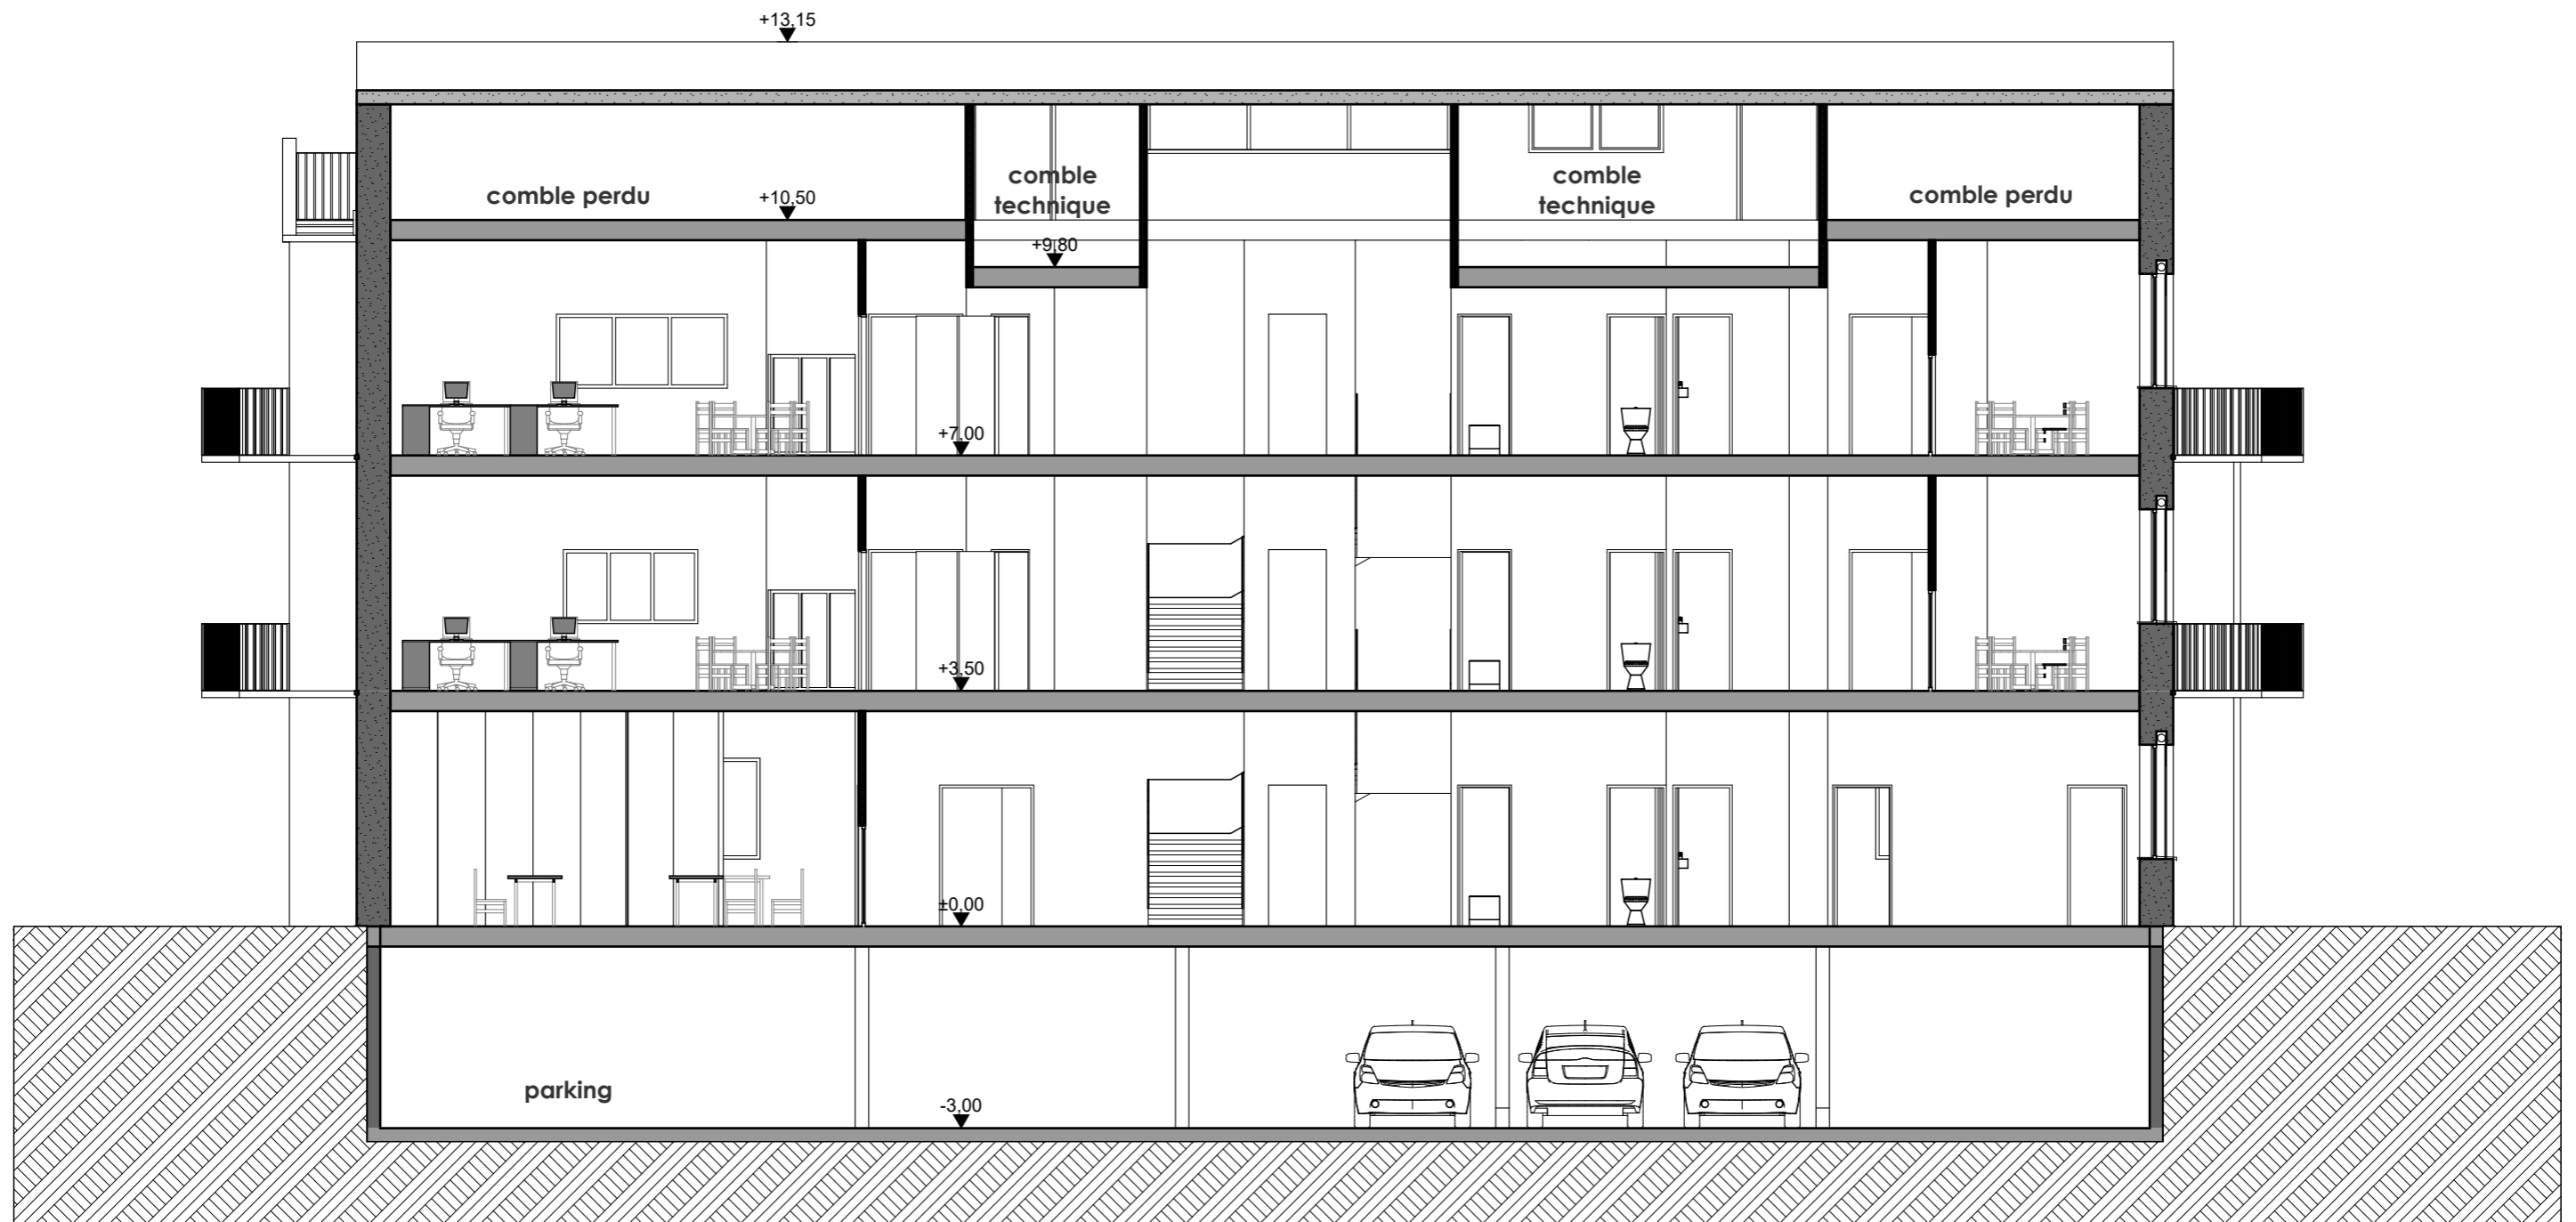 +13,15
comble
technique
comble
technique
comble perdu
+10,50
comble perdu
+9,80
+7,00
+3,50
±0,00
parking
-3,00